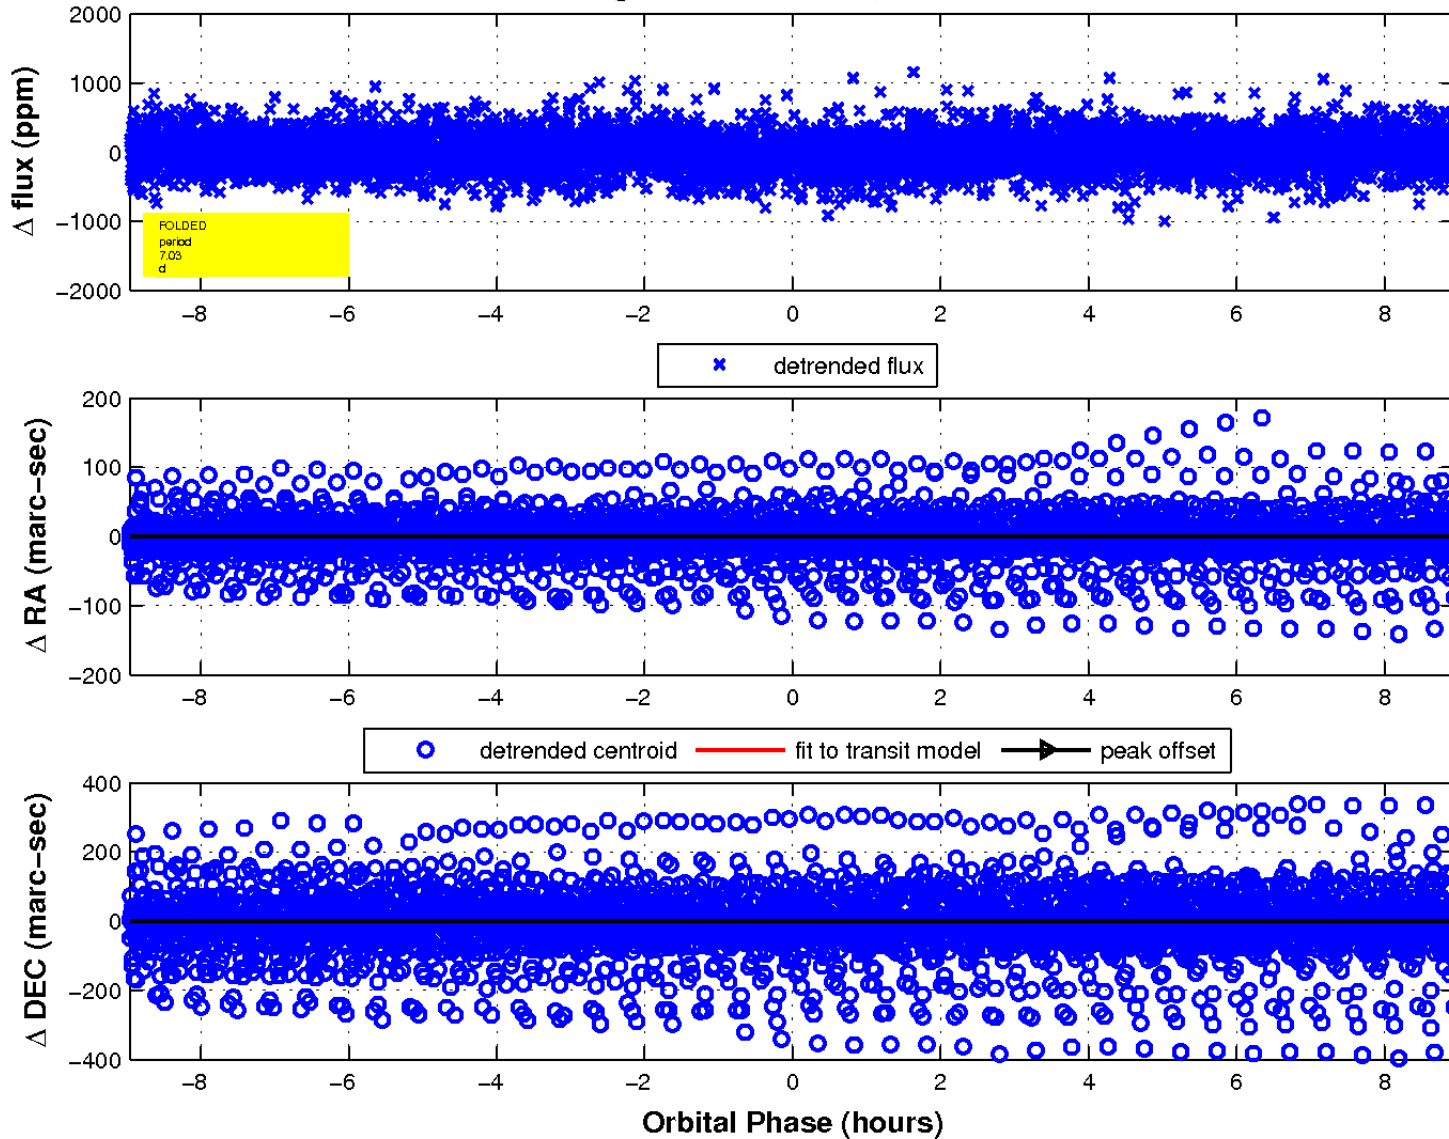 2000
1000
0
−1000
−2000
Δ flux (ppm)
FOLDED
period
7.03
d
−8 −6 −4 −2 0 2 4 6 8
detrended flux
200
100
0
−100
−200
Δ RA (marc−sec)
−8 −6 −4 −2 0 2 4 6 8
detrended centroid fit to transit model peak offset
400
200
0
−200
−400
Δ DEC (marc−sec)
−8 −6 −4 −2 0 2 4 6 8
Orbital Phase (hours)